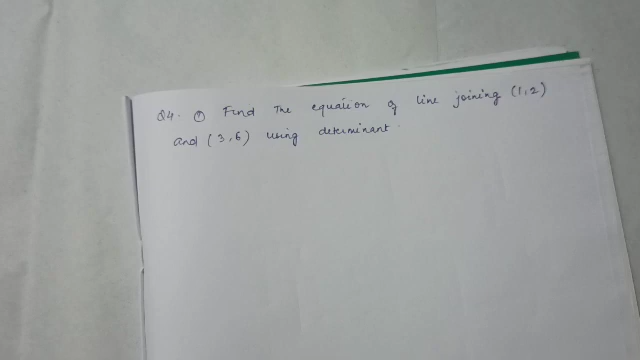 Q4. (i) Find The equation of line joining (1,2)
and (3,6) using determinant.